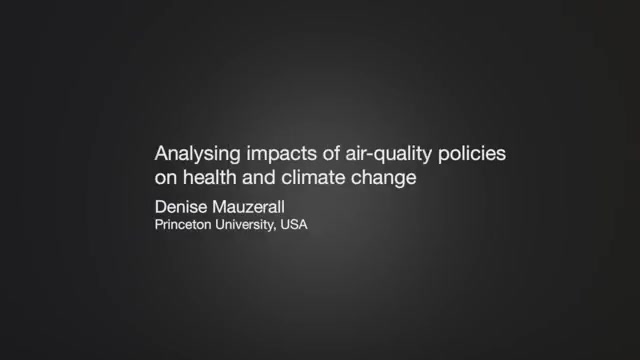 Analysing impacts of air-quality policies
on health and climate change
Denise Mauzerall
Princeton University, USA